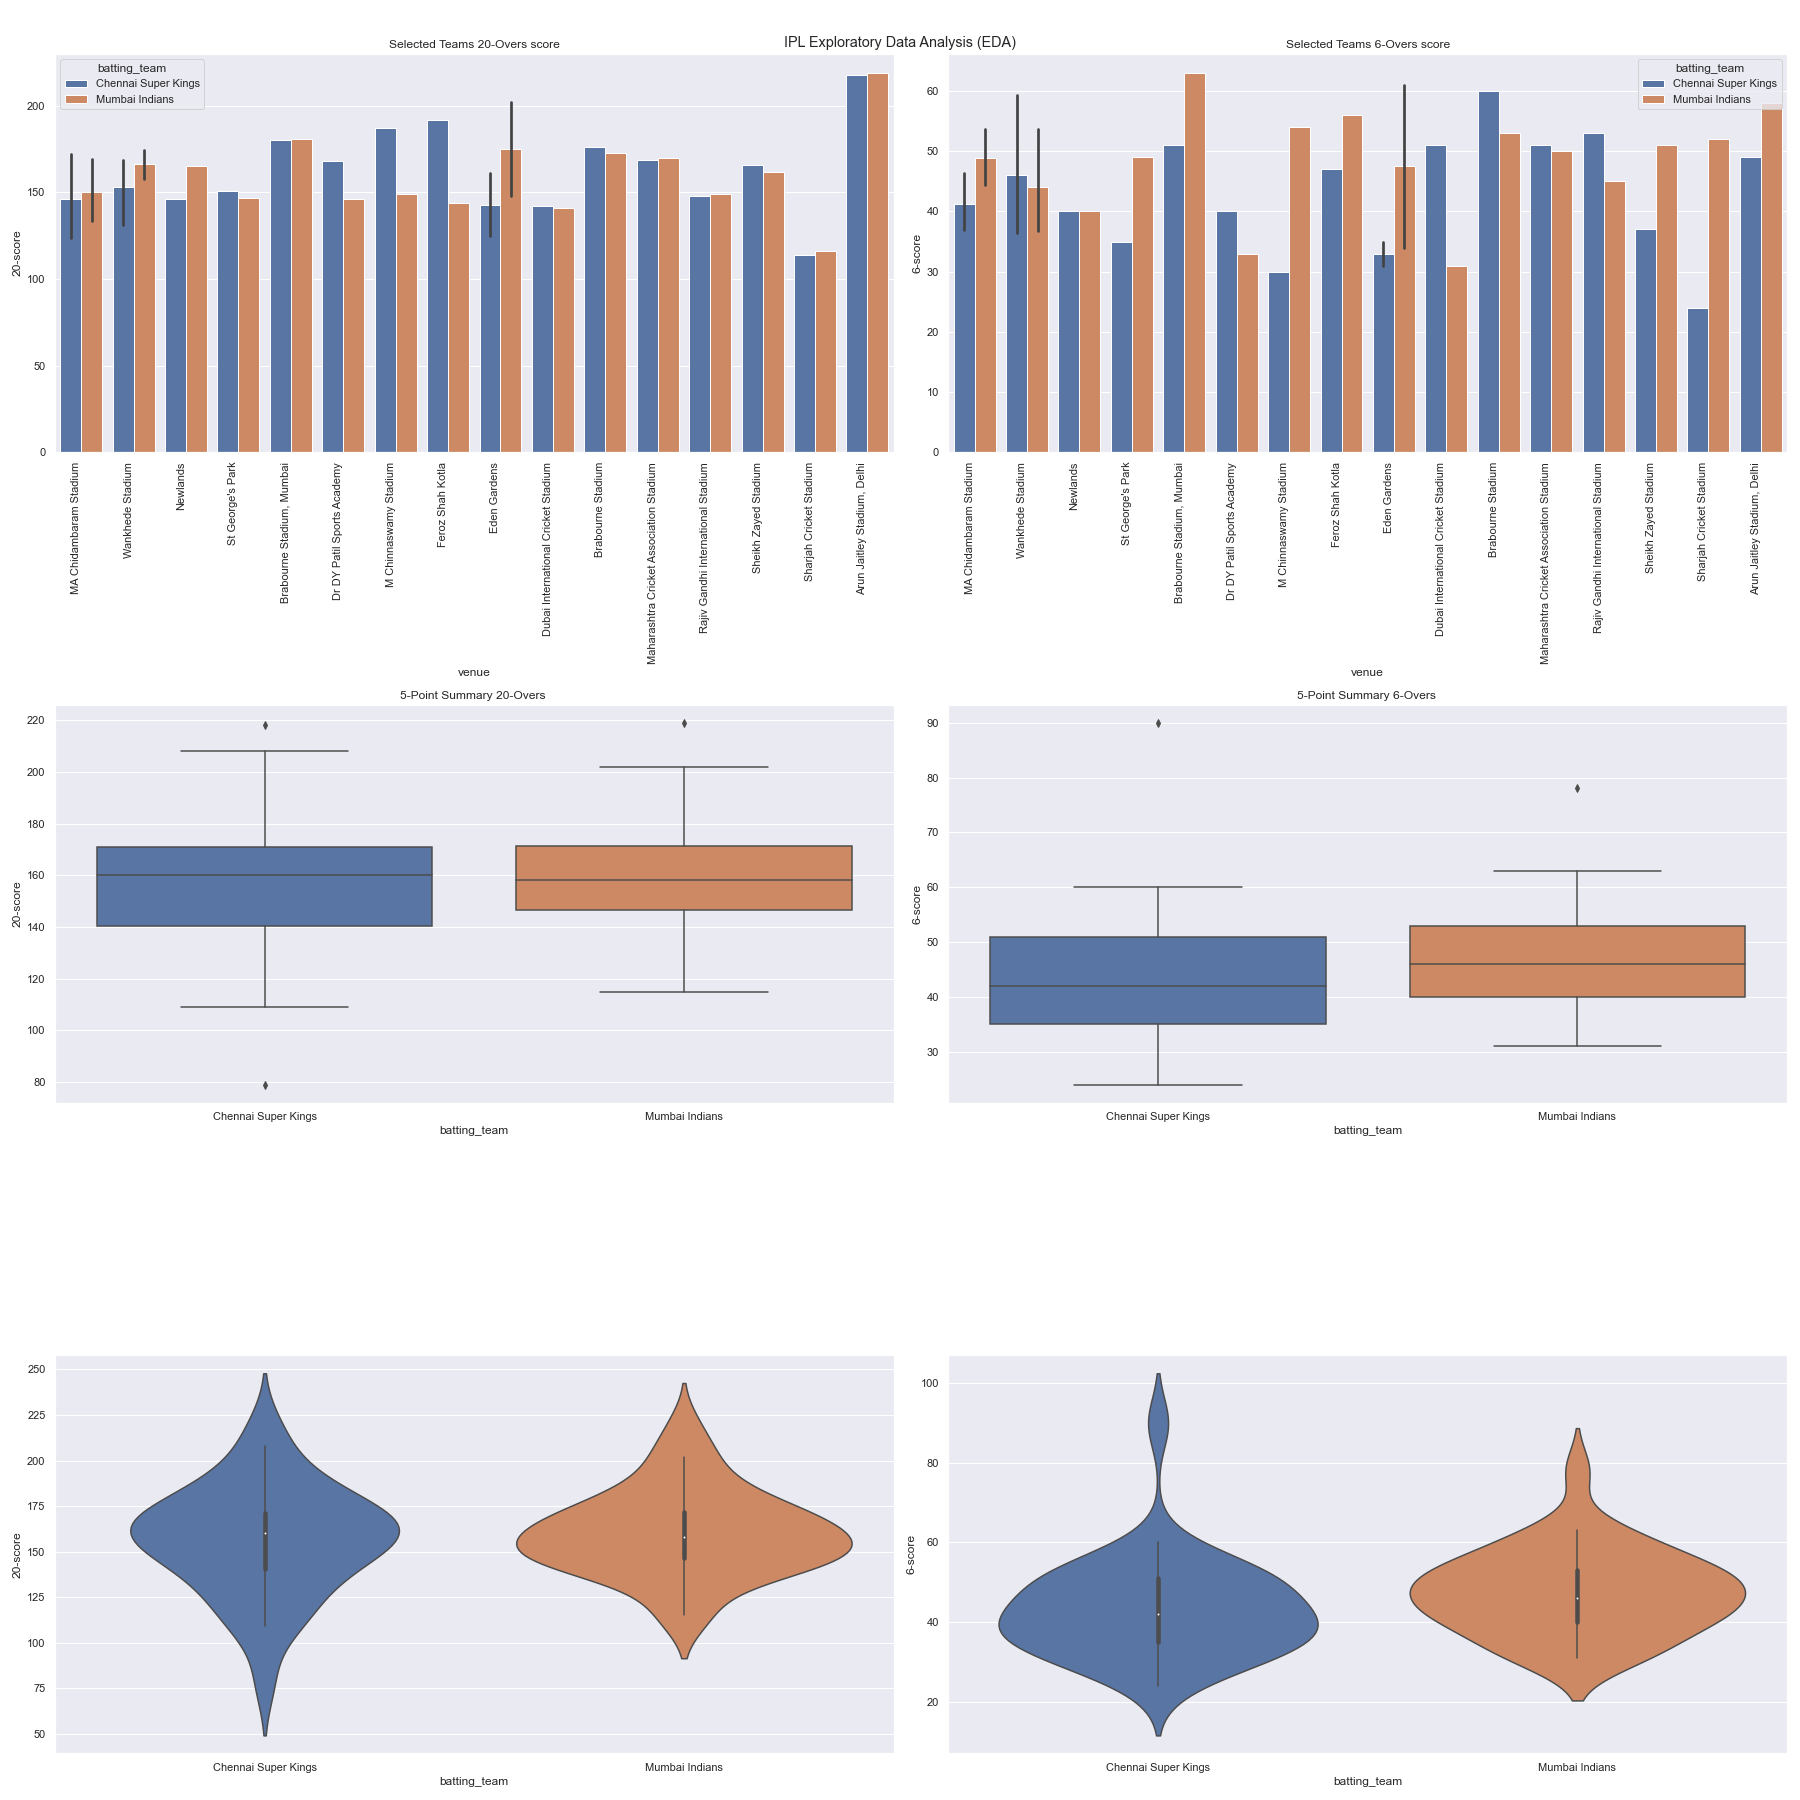 IPL Exploratory Data Analysis (EDA)
Selected Teams 20-Overs score
batting_team
Chennai Super Kings
Mumbai Indians
20-score
200
150
100
50
0
MA Chidambaram Stadium
Wankhede Stadium
Newlands
St George's Park
Brabourne Stadium, Mumbai
Dr DY Patil Sports Academy
M Chinnaswamy Stadium
Feroz Shah Kotla
Eden Gardens
Dubai International Cricket Stadium
Brabourne Stadium
Maharashtra Cricket Association Stadium
Rajiv Gandhi International Stadium
Sheikh Zayed Stadium
Sharjah Cricket Stadium
Arun Jaitley Stadium, Delhi
venue
Selected Teams 6-Overs score
batting_team
Chennai Super Kings
Mumbai Indians
6-score
60
50
40
30
20
10
0
MA Chidambaram Stadium
Wankhede Stadium
Newlands
St George's Park
Brabourne Stadium, Mumbai
Dr DY Patil Sports Academy
M Chinnaswamy Stadium
Feroz Shah Kotla
Eden Gardens
Dubai International Cricket Stadium
Brabourne Stadium
Maharashtra Cricket Association Stadium
Rajiv Gandhi International Stadium
Sheikh Zayed Stadium
Sharjah Cricket Stadium
Arun Jaitley Stadium, Delhi
venue
5-Point Summary 20-Overs
20-score
220
200
180
160
140
120
100
80
Chennai Super Kings
Mumbai Indians
batting_team
5-Point Summary 6-Overs
6-score
90
80
70
60
50
40
30
Chennai Super Kings
Mumbai Indians
batting_team
20-score
250
225
200
175
150
125
100
75
50
Chennai Super Kings
Mumbai Indians
batting_team
6-score
100
80
60
40
20
Chennai Super Kings
Mumbai Indians
batting_team